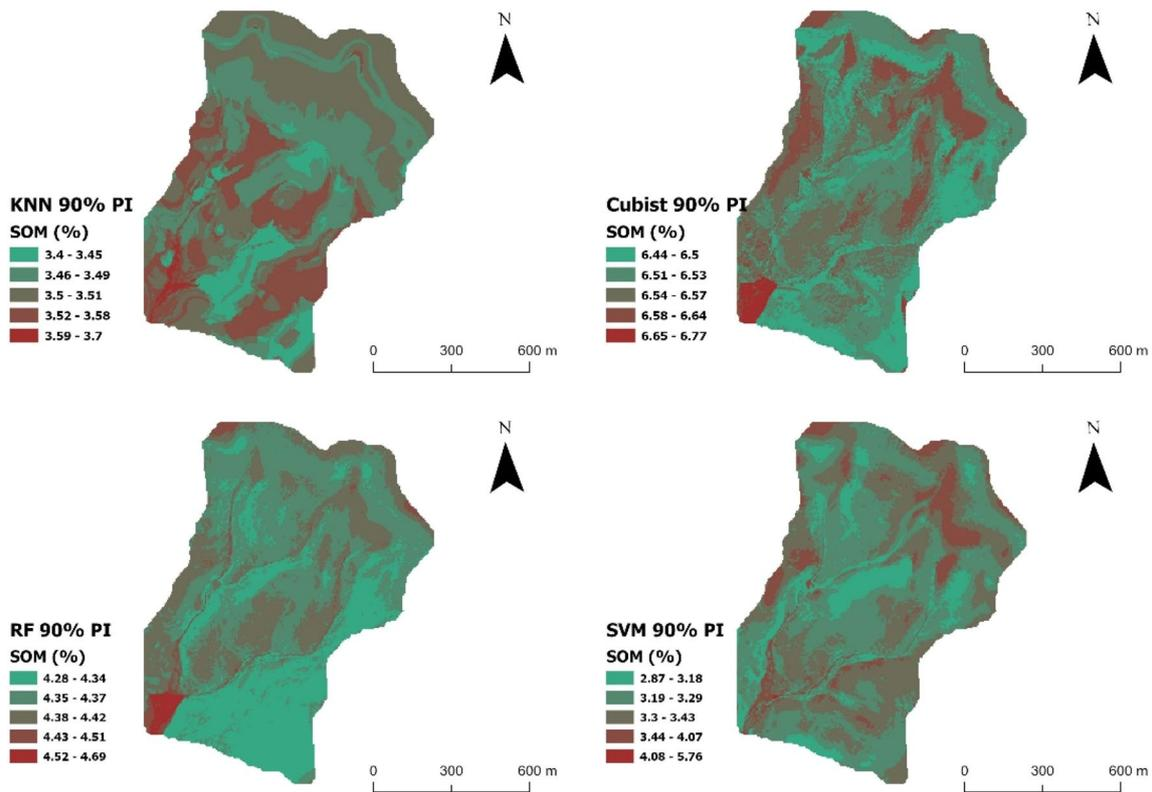 N
KNN 90% PI
SOM (%)
3.4 - 3.45
3.46 - 3.49
3.5 - 3.51
3.52 - 3.58
3.59 - 3.7
0 300 600 m
N
Cubist 90% PI
SOM (%)
6.44 - 6.5
6.51 - 6.53
6.54 - 6.57
6.58 - 6.64
6.65 - 6.77
0 300 600 m
N
RF 90% PI
SOM (%)
4.28 - 4.34
4.35 - 4.37
4.38 - 4.42
4.43 - 4.51
4.52 - 4.69
0 300 600 m
N
SVM 90% PI
SOM (%)
2.87 - 3.18
3.19 - 3.29
3.3 - 3.43
3.44 - 4.07
4.08 - 5.76
0 300 600 m